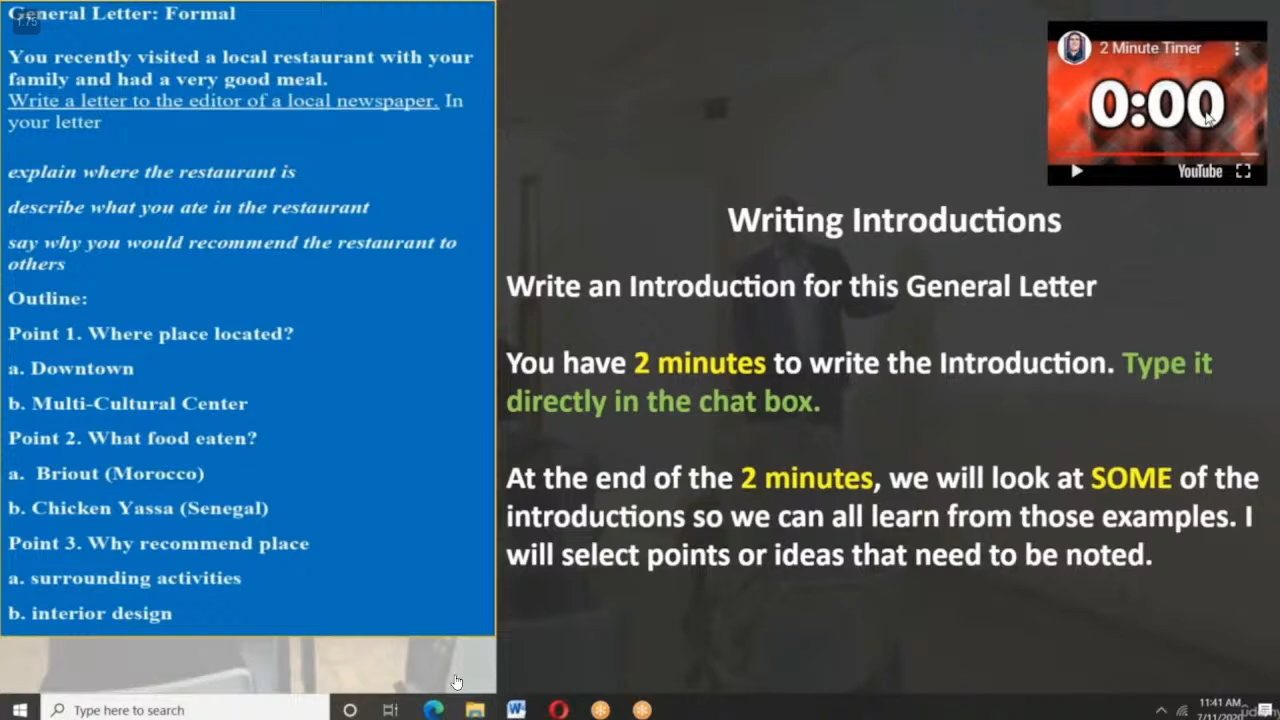 General Letter: Formal
1.75
You recently visited a local restaurant with your
family and had a very good meal.
Write a letter to the editor of a local newspaper. In
your letter
explain where the restaurant is
describe what you ate in the restaurant
say why you would recommend the restaurant to
others
Outline:
Point 1. Where place located?
a. Downtown
b. Multi-Cultural Center
Point 2. What food eaten?
a. Briout (Morocco)
b. Chicken Yassa (Senegal)
Point 3. Why recommend place
a. surrounding activities
b. interior design
2 Minute Timer
0:00
YouTube
Writing Introductions
Write an Introduction for this General Letter
You have 2 minutes to write the Introduction. Type it
directly in the chat box.
At the end of the 2 minutes, we will look at SOME of the
introductions so we can all learn from those examples. I
will select points or ideas that need to be noted.
Type here to search
11:41 AM
udemy